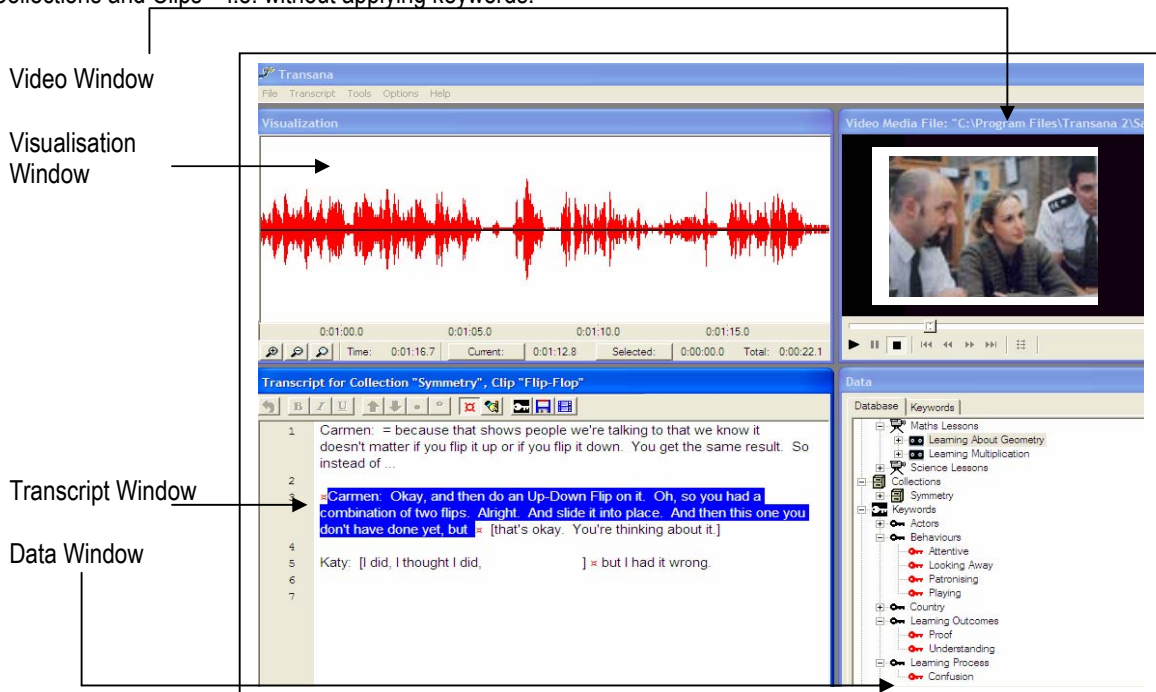 Collections and Clips – i.e. without applying keywords.
Video Window
Visualisation
Window
Transcript Window
Data Window
Transana
File Transcript Tools Options Help
Visualization
0:01:00.0 0:01:05.0 0:01:10.0 0:01:15.0
Time: 0:01:16.7 Current: 0:01:12.8 Selected: 0:00:00.0 Total: 0:00:22.1
Video Media File: "C:\Program Files\Transana 2\Sa
Transcript for Collection "Symmetry", Clip "Flip-Flop"
B I U
1 Carmen: = because that shows people we're talking to that we know it
doesn't matter if you flip it up or if you flip it down. You get the same result. So
instead of ...
2
3 ¤Carmen: Okay, and then do an Up-Down Flip on it. Oh, so you had a
combination of two flips. Alright. And slide it into place. And then this one you
don't have done yet, but ¤ [that's okay. You're thinking about it.]
4
5 Katy: [I did, I thought I did, ] ¤ but I had it wrong.
6
7
Data
Database Keywords
Maths Lessons
Learning About Geometry
Learning Multiplication
Science Lessons
Collections
Symmetry
Keywords
Actors
Behaviours
Attentive
Looking Away
Patronising
Playing
Country
Learning Outcomes
Proof
Understanding
Learning Process
Confusion